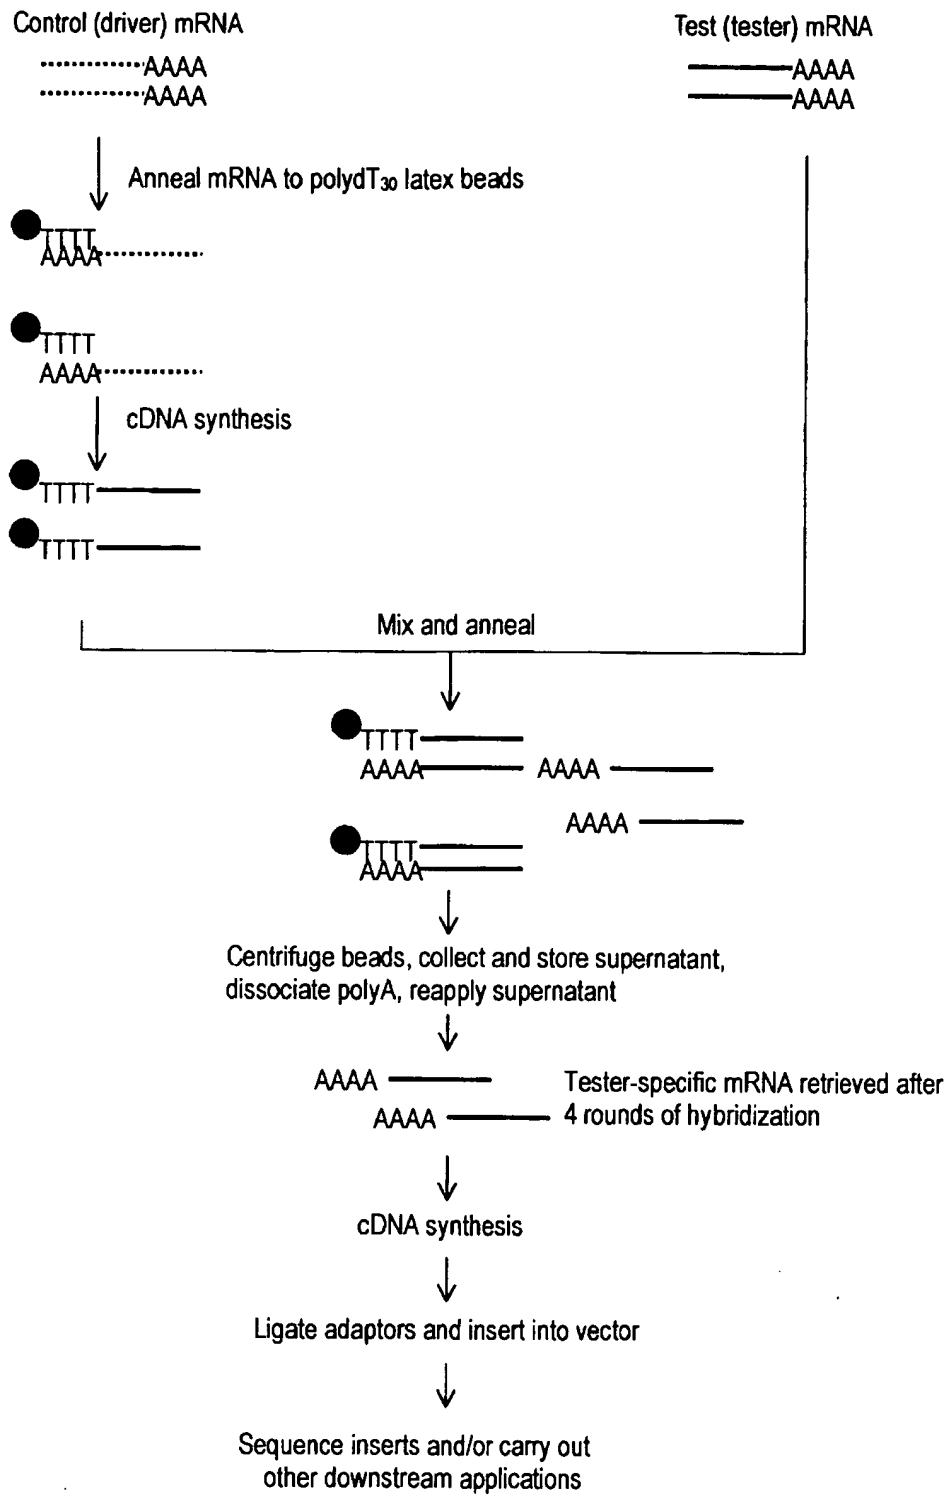 Control (driver) mRNA
Test (tester) mRNA
AAAA
AAAA
AAAA
AAAA
Anneal mRNA to polydT₃₀ latex beads
TTTT
AAAA
TTTT
AAAA
cDNA synthesis
TTTT
TTTT
Mix and anneal
TTTT
AAAA AAAA
AAAA
TTTT
AAAA
Centrifuge beads, collect and store supernatant,
dissociate polyA, reapply supernatant
AAAA
AAAA
Tester-specific mRNA retrieved after
4 rounds of hybridization
cDNA synthesis
Ligate adaptors and insert into vector
Sequence inserts and/or carry out
other downstream applications